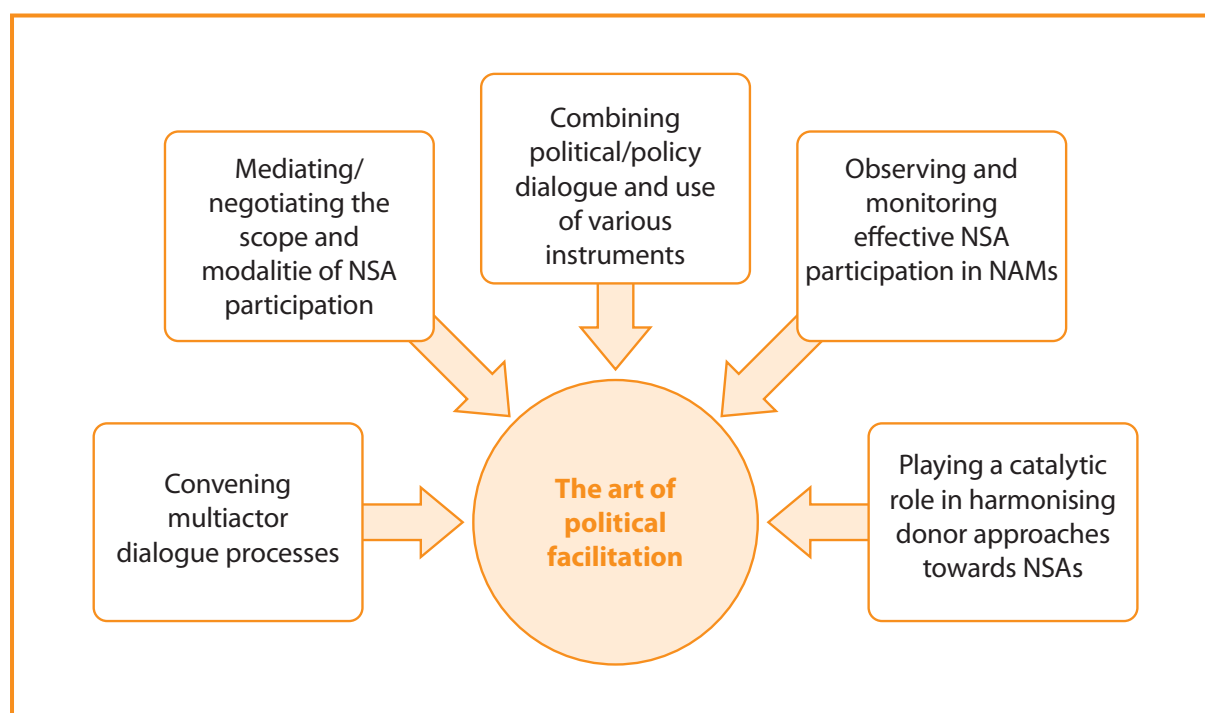 Convening
multiactor
dialogue processes
Mediating/
negotiating the
scope and
modalitie of NSA
participation
Combining
political/policy
dialogue and use
of various
instruments
Observing and
monitoring
effective NSA
participation in NAMs
Playing a catalytic
role in harmonising
donor approaches
towards NSAs
The art of
political
facilitation